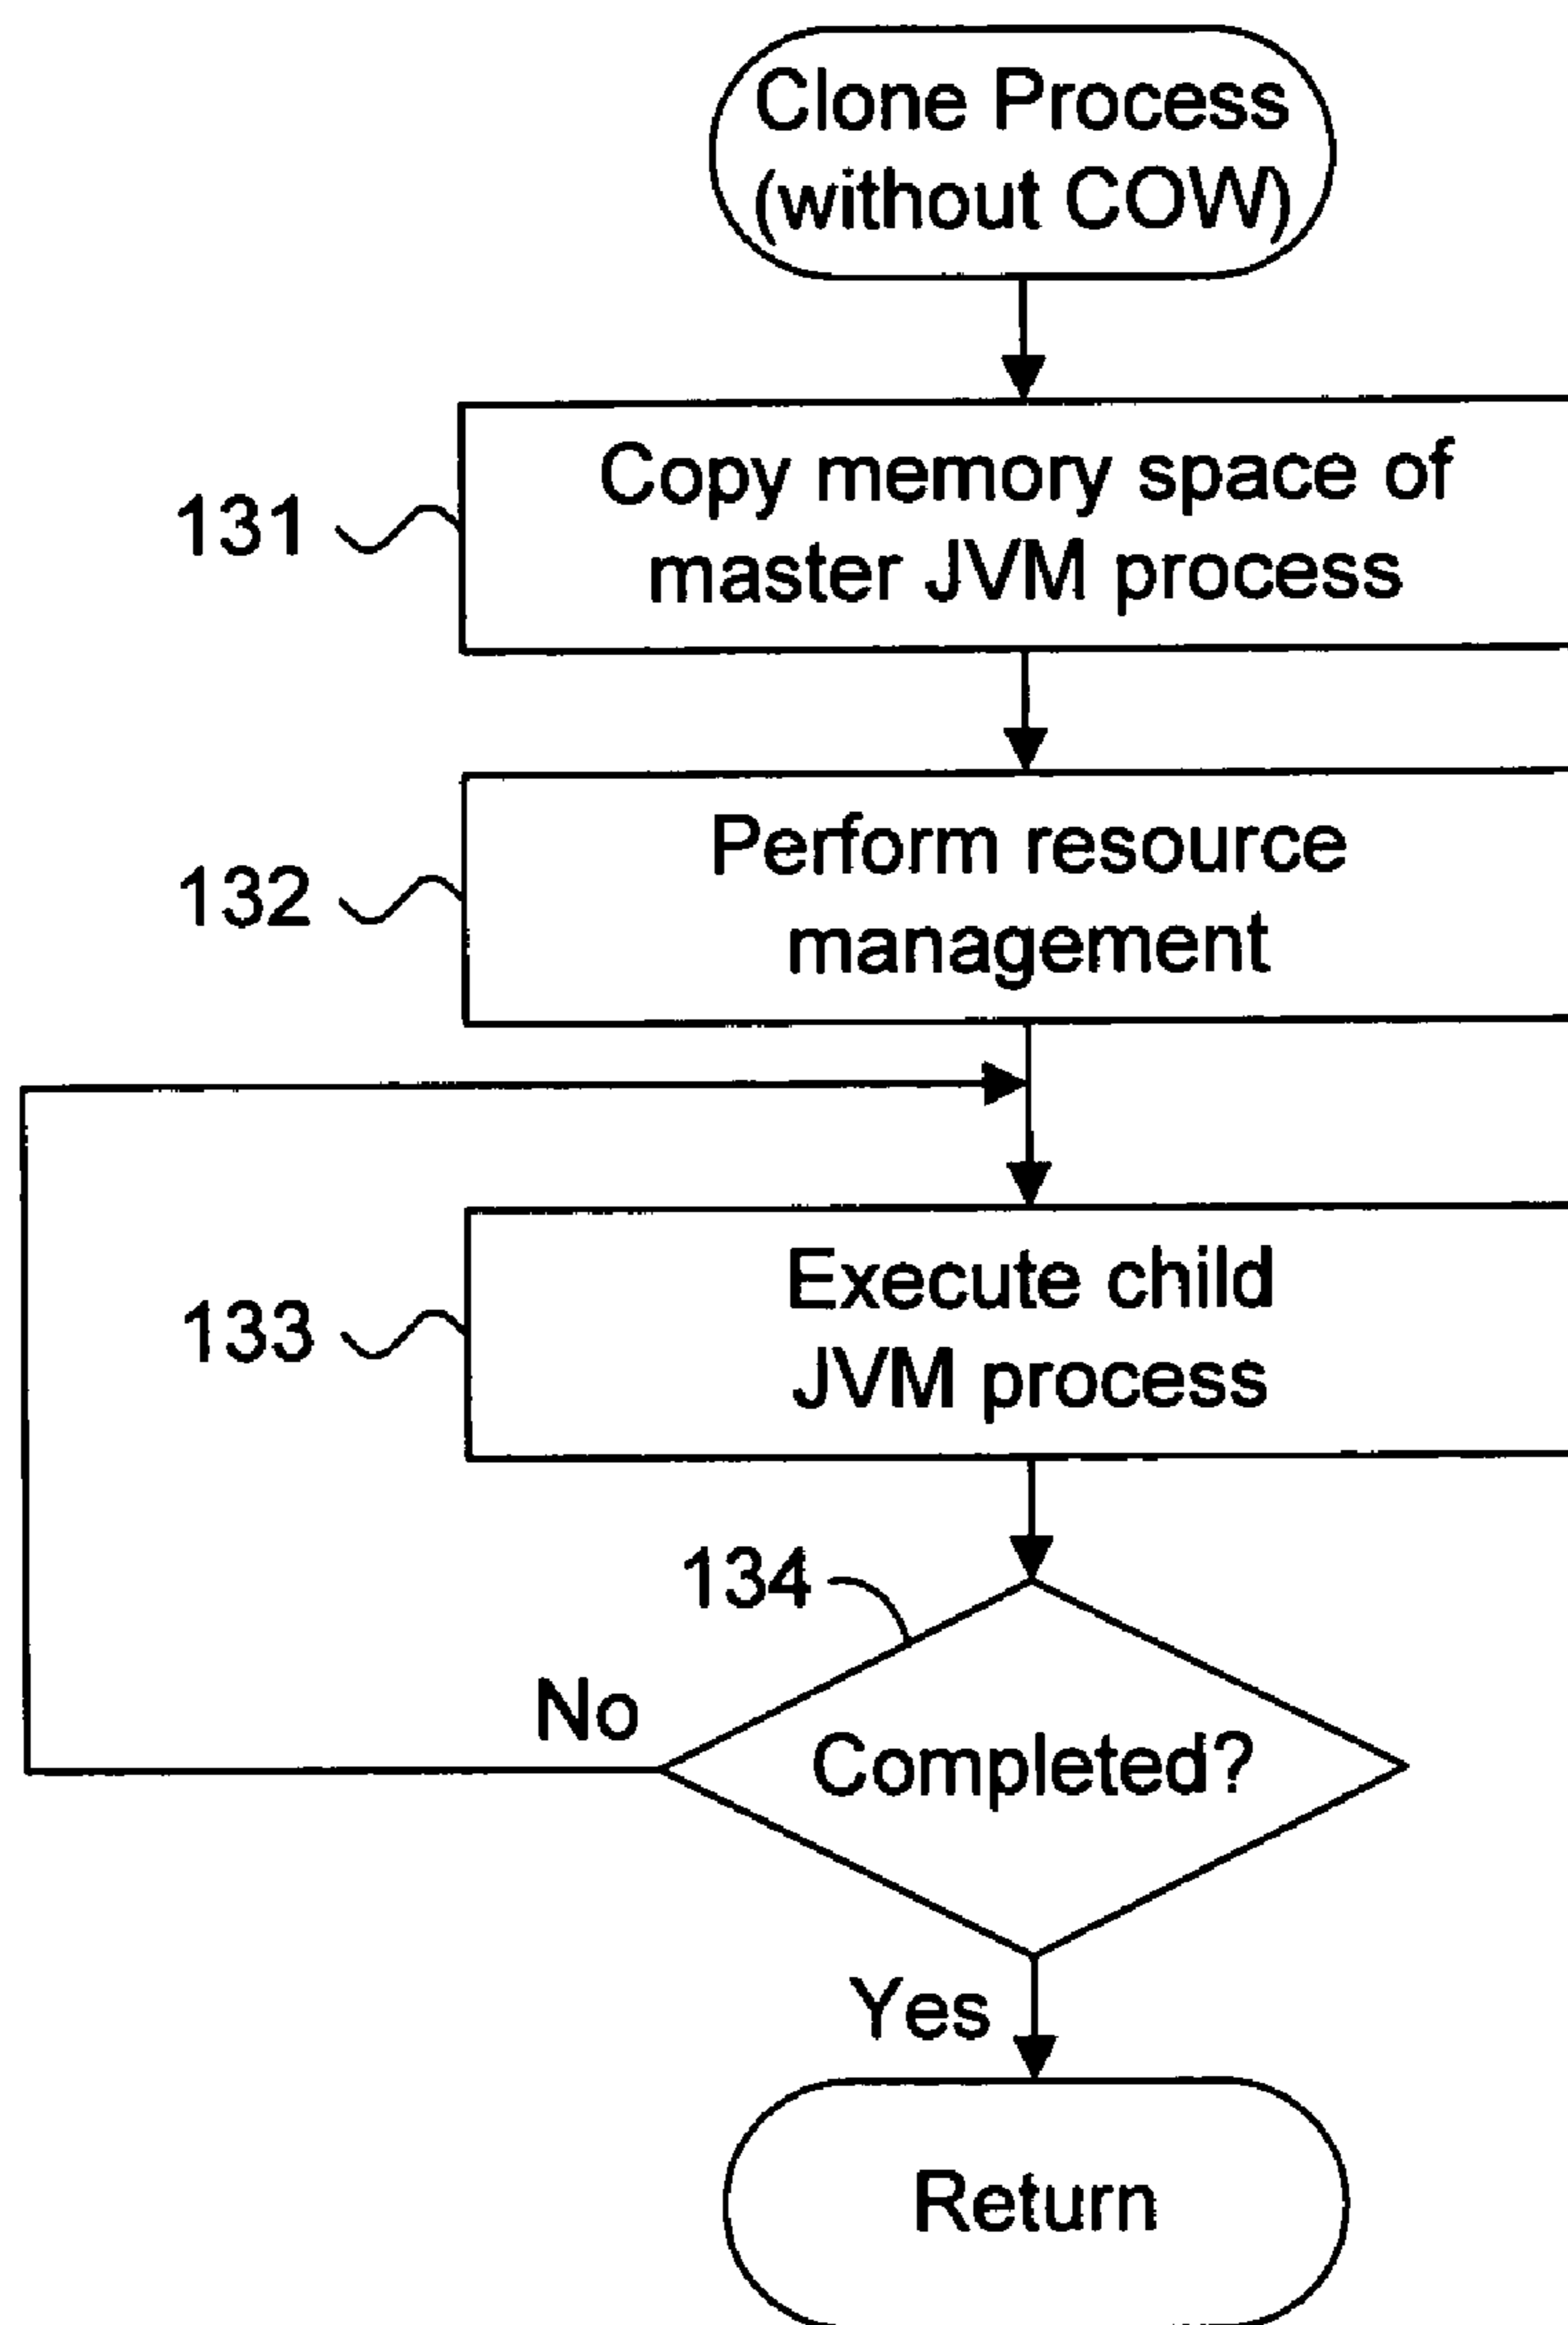 Clone Process
(without COW)
131
Copy memory space of
master JVM process
132
Perform resource
management
133
Execute child
JVM process
134
No
Completed?
Yes
Return